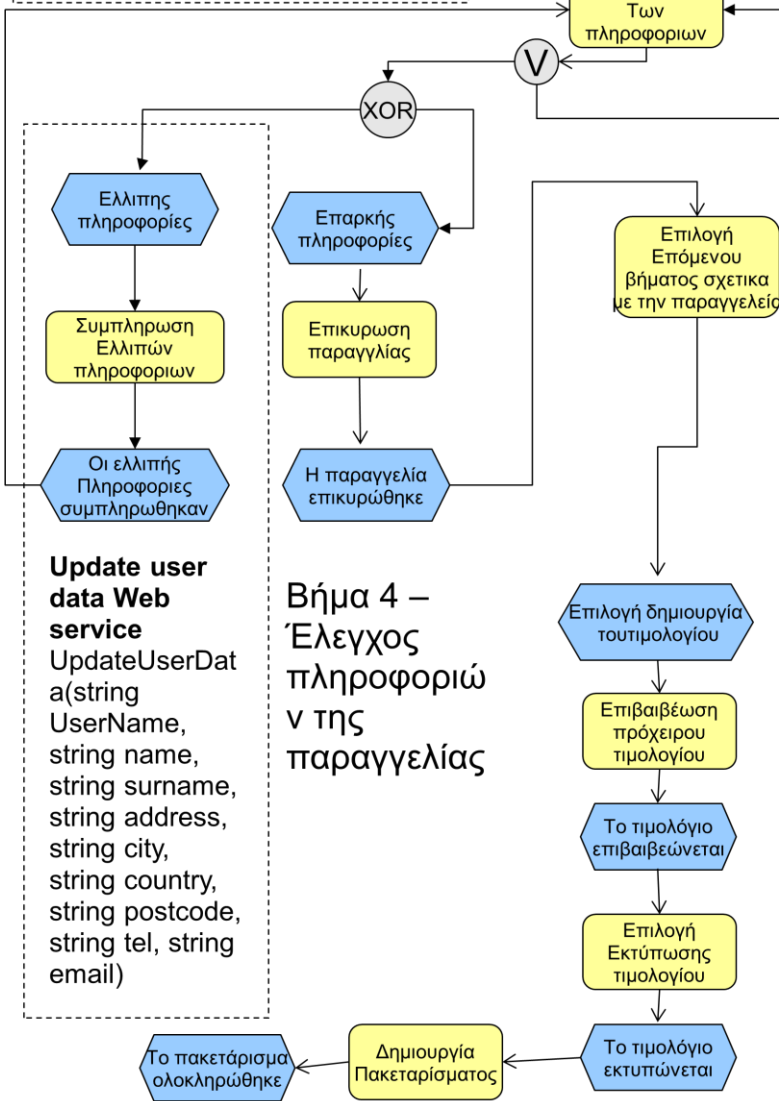 Των
πληροφοριων
V
XOR
Ελλιπης
πληροφορίες
Επαρκής
πληροφορίες
Επιλογή
Επόμενου
βήματος σχετικα
με την παραγγελεία
Συμπληρωση
Ελλιπών
πληροφοριων
Επικυρωση
παραγγλίας
Οι ελλιπής
Πληροφοριες
συμπληρωθηκαν
Η παραγγελία
επικυρώθηκε
Update user
data Web
service
UpdateUserDat
a(string
UserName,
string name,
string surname,
string address,
string city,
string country,
string postcode,
string tel, string
email)
Βήμα 4 –
Έλεγχος
πληροφοριώ
ν της
παραγγελίας
Επιλογή δημιουργία
τουτιμολογίου
Επιβαιβέωση
πρόχειρου
τιμολογίου
Το τιμολόγιο
επιβαιβεώνεται
Επιλογή
Εκτύπωσης
τιμολογίου
Το τιμολόγιο
εκτυπώνεται
Δημιουργία
Πακεταρίσματος
Το πακετάρισμα
ολοκληρώθηκε